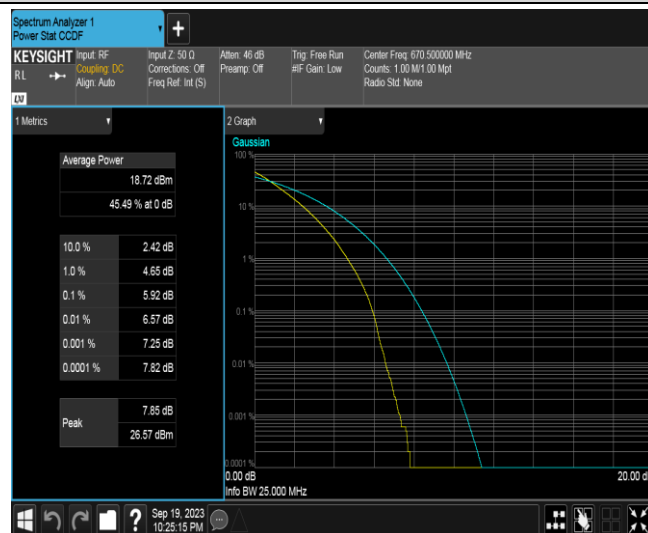 Spectrum Analyzer 1
Power Stat CCDF
+
KEYSIGHT
RL
LXI
Input: RF
Coupling: DC
Align: Auto
Input Z: 50 Ω
Corrections: Off
Freq Ref: Int (S)
Atten: 46 dB
Preamp: Off
Trig: Free Run
#IF Gain: Low
Center Freq: 670.500000 MHz
Counts: 1.00 M/1.00 Mpt
Radio Std: None
1 Metrics
Average Power
18.72 dBm
45.49 % at 0 dB
10.0 % 2.42 dB
1.0 % 4.65 dB
0.1 % 5.92 dB
0.01 % 6.57 dB
0.001 % 7.25 dB
0.0001 % 7.82 dB
Peak
7.85 dB
26.57 dBm
2 Graph
Gaussian
100 %
10 %
1 %
0.1 %
0.01 %
0.001 %
0.0001 %
0.00 dB
20.00 d
Info BW 25.000 MHz
?
Sep 19, 2023
10:25:15 PM